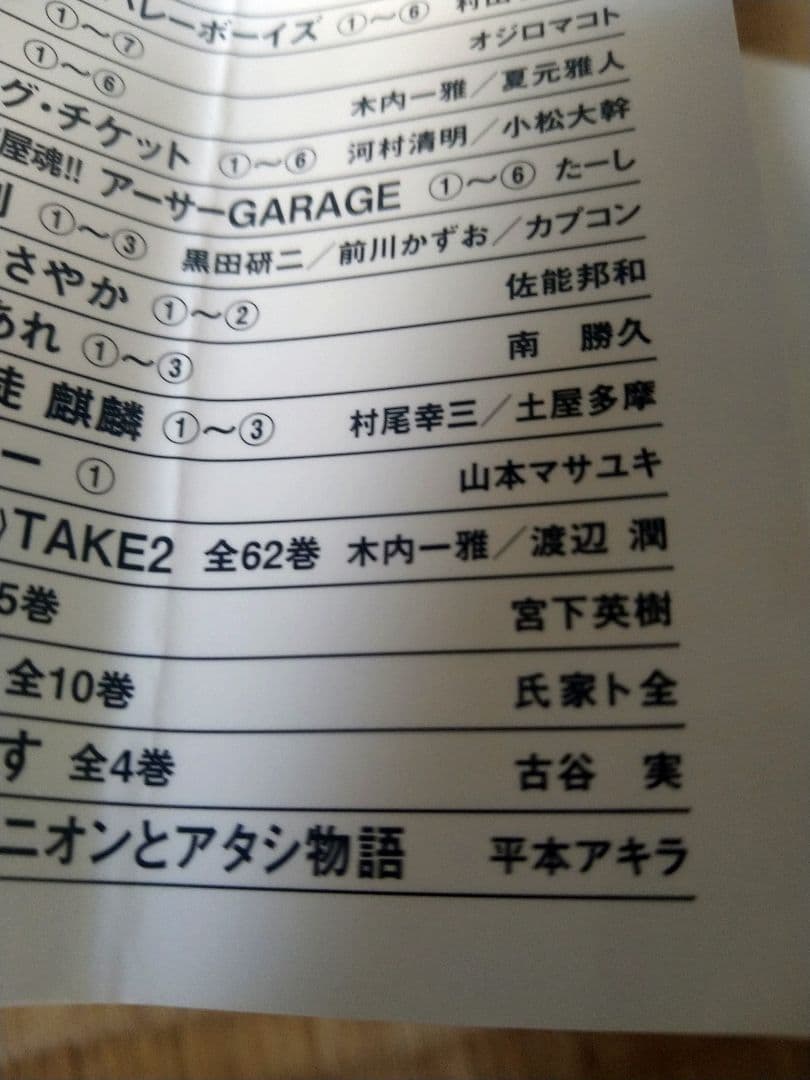 レーボーイズ ①〜⑥ 村田
①〜⑦ オジロマコト
①〜⑥ 木内一雅／夏元雅人
グ・チケット ①〜⑥ 河村清明／小松大幹
屋魂!! アーサーGARAGE ①〜⑥ たーし
①〜③ 黒田研二／前川かずお／カプコン
さやか ①〜② 佐能邦和
あれ ①〜③ 南 勝久
徒 麒麟 ①〜③ 村尾幸三／土屋多摩
ー ① 山本マサユキ
》TAKE2 全62巻 木内一雅／渡辺 潤
5巻 宮下英樹
全10巻 氏家ト全
す 全4巻 古谷 実
ニオンとアタシ物語 平本アキラ